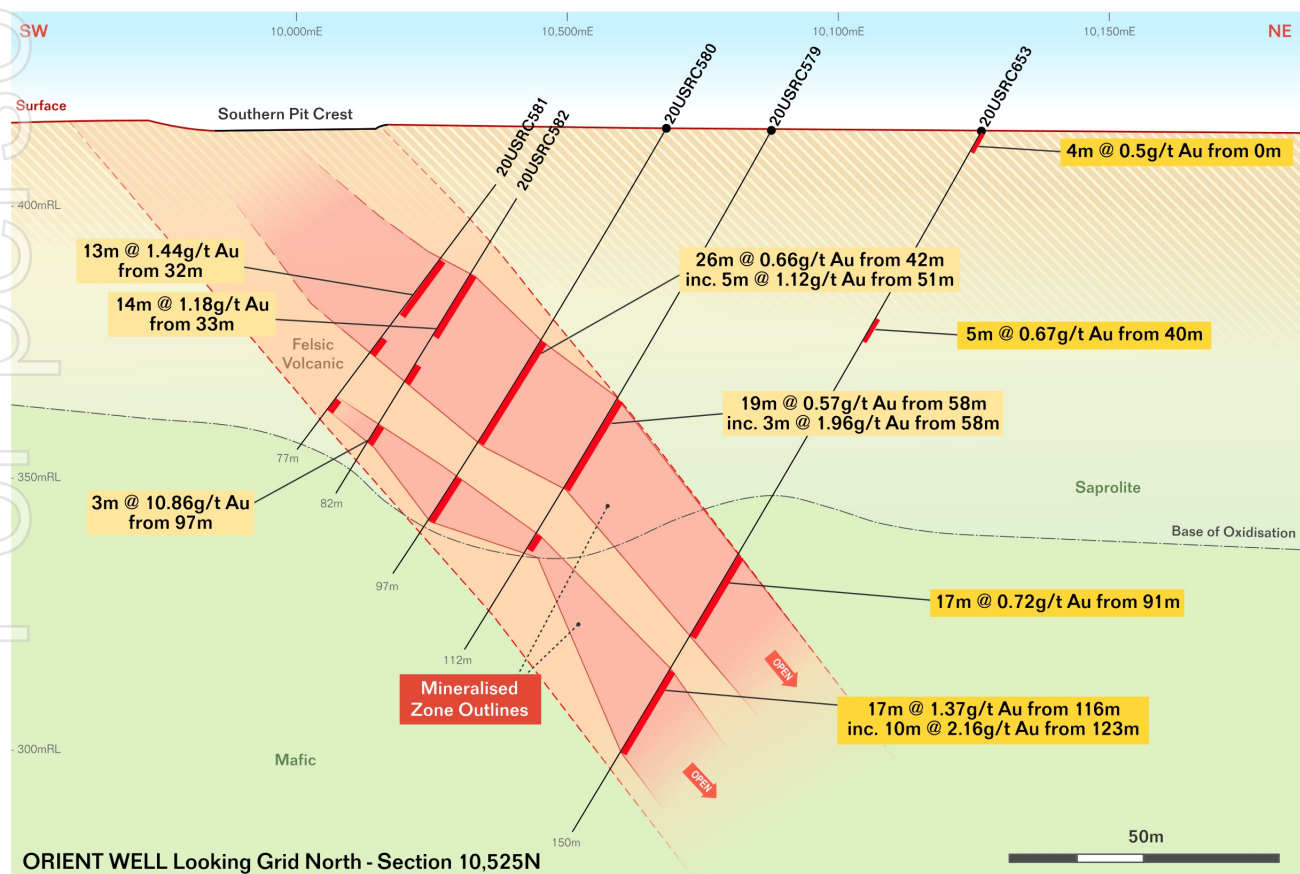 SW
10,000mE
10,500mE
10,100mE
10,150mE
NE
Surface
Southern Pit Crest
20USRC581
20USRC582
20USRC580
20USRC579
20USRC653
4m @ 0.5g/t Au from 0m
400mRL
13m @ 1.44g/t Au
from 32m
26m @ 0.66g/t Au from 42m
inc. 5m @ 1.12g/t Au from 51m
14m @ 1.18g/t Au
from 33m
5m @ 0.67g/t Au from 40m
Felsic
Volcanic
19m @ 0.57g/t Au from 58m
inc. 3m @ 1.96g/t Au from 58m
77m
350mRL
Saprolite
82m
3m @ 10.86g/t Au
from 97m
Base of Oxidisation
97m
17m @ 0.72g/t Au from 91m
112m
OPEN
Mineralised
Zone Outlines
17m @ 1.37g/t Au from 116m
inc. 10m @ 2.16g/t Au from 123m
300mRL
Mafic
OPEN
150m
50m
ORIENT WELL Looking Grid North - Section 10,525N